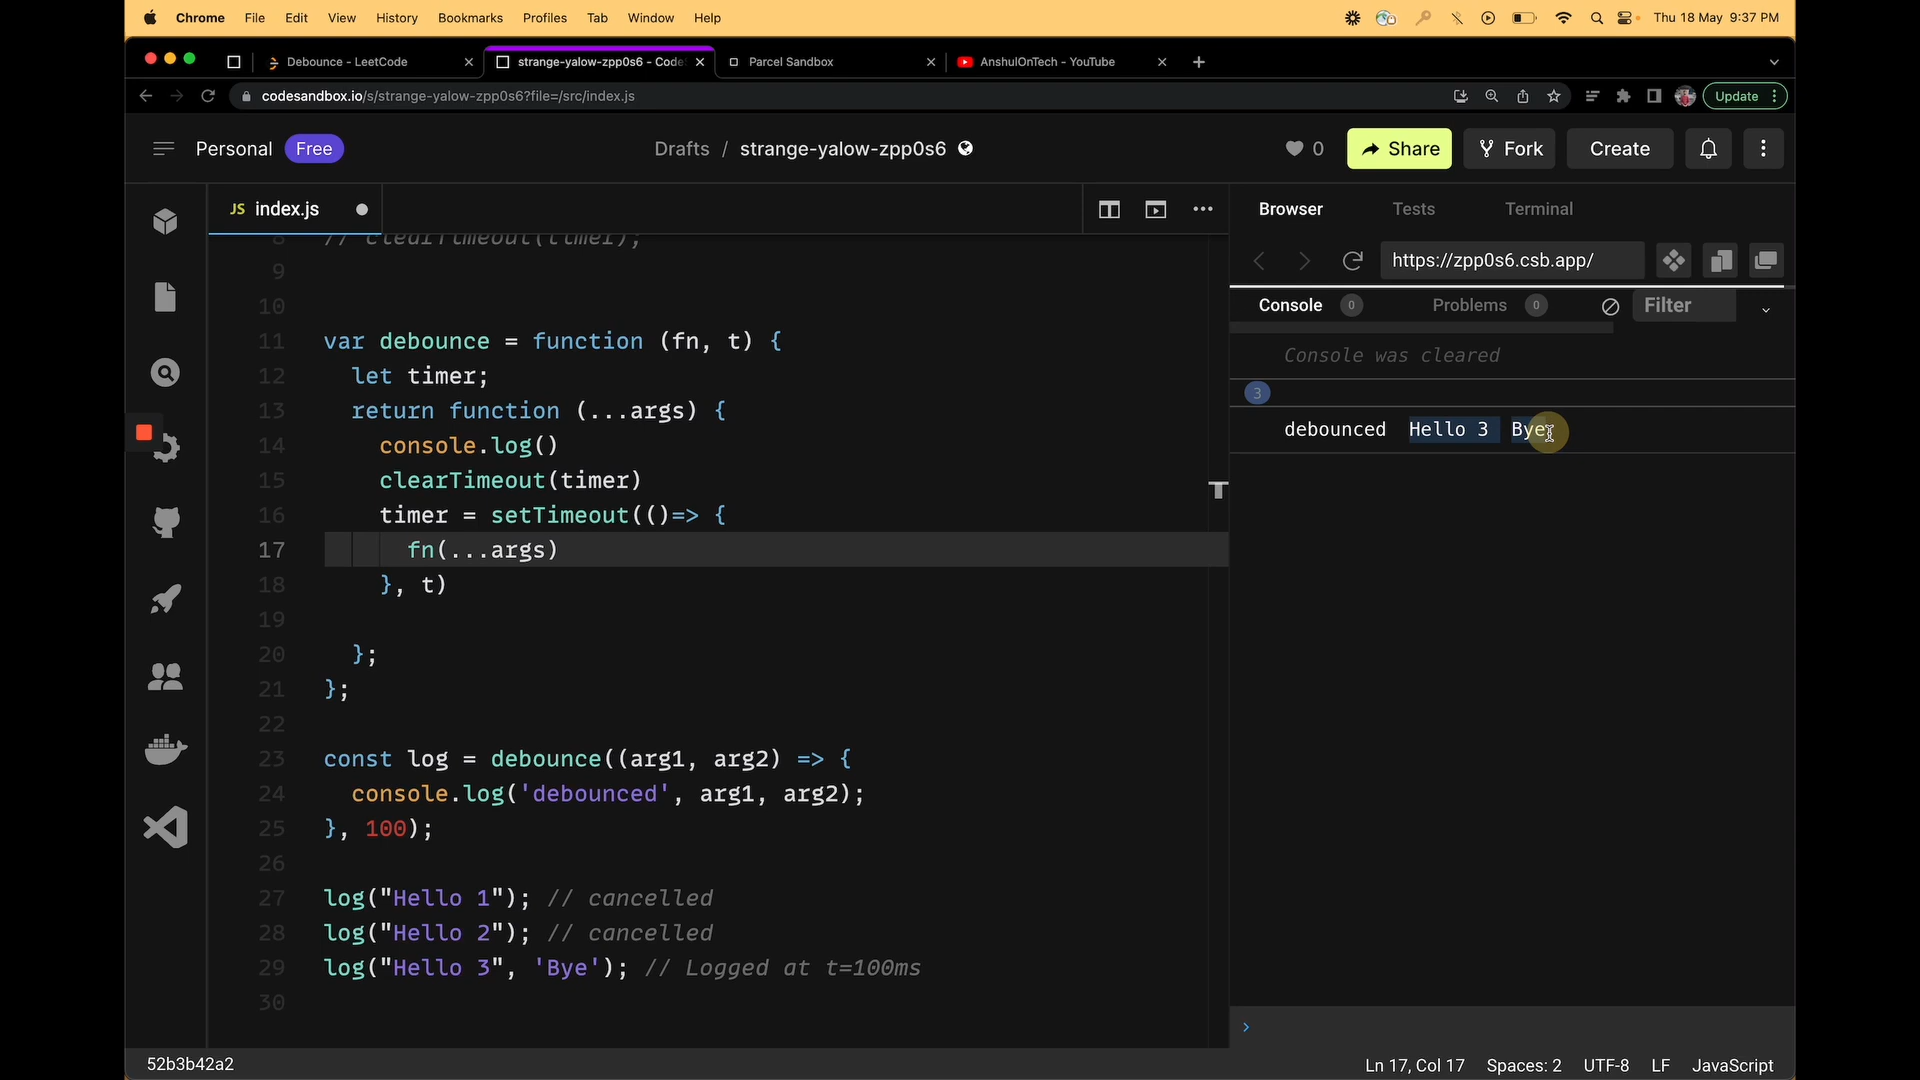 Chrome File Edit View History Bookmarks Profiles Tab Window Help Thu 18 May 9:37 PM
Debounce - LeetCode strange-yalow-zpp0s6 - Code Parcel Sandbox AnshulOnTech - YouTube
codesandbox.io/s/strange-yalow-zpp0s6?file=/src/index.js Update
Personal Free Drafts / strange-yalow-zpp0s6 0 Share Fork Create
JS index.js Browser Tests Terminal
https://zpp0s6.csb.app/
Console 0 Problems 0 Filter
Console was cleared
3
debounced Hello 3 Bye
8 // clearTimeout(timer);
9
10
11 var debounce = function (fn, t) {
12 let timer;
13 return function (...args) {
14 console.log()
15 clearTimeout(timer)
16 timer = setTimeout(()=> {
17 fn(...args)
18 }, t)
19
20 };
21 };
22
23 const log = debounce((arg1, arg2) => {
24 console.log('debounced', arg1, arg2);
25 }, 100);
26
27 log("Hello 1"); // cancelled
28 log("Hello 2"); // cancelled
29 log("Hello 3", 'Bye'); // Logged at t=100ms
30
52b3b42a2 Ln 17, Col 17 Spaces: 2 UTF-8 LF JavaScript